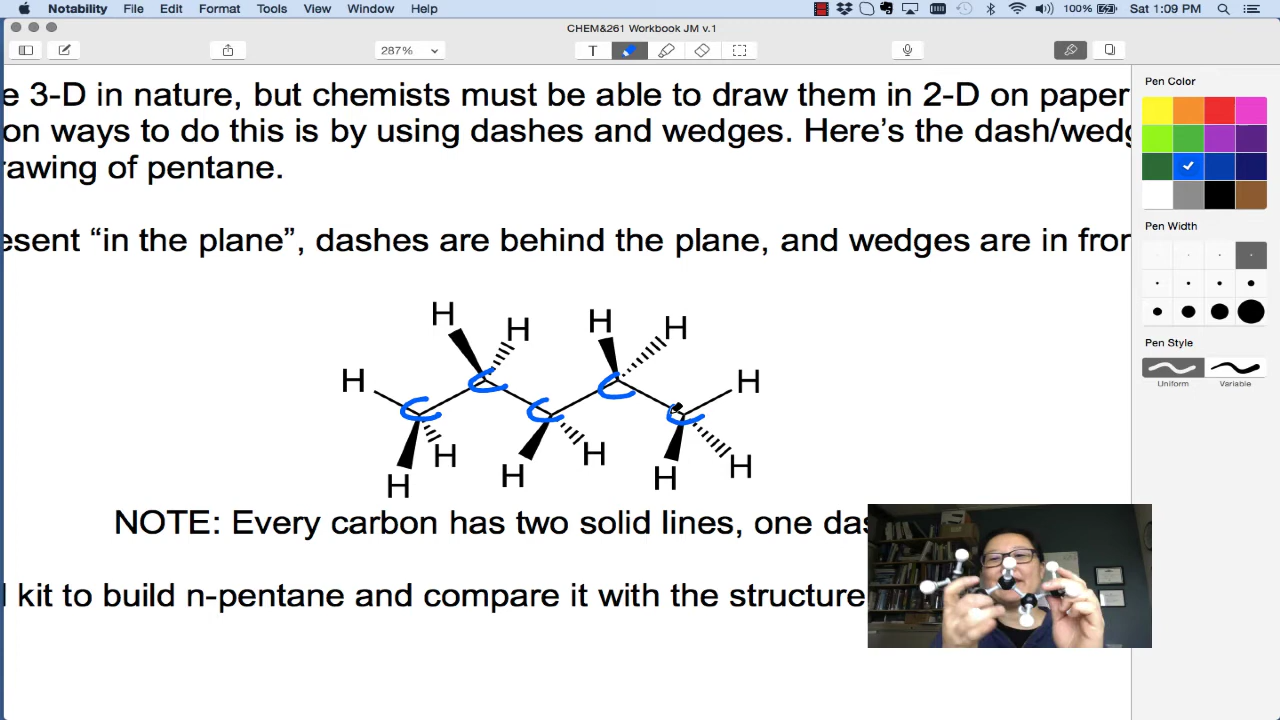 Notability File Edit Format Tools View Window Help 100% Sat 1:09 PM
CHEM&261 Workbook JM v.1
287% T
e 3-D in nature, but chemists must be able to draw them in 2-D on paper
on ways to do this is by using dashes and wedges. Here's the dash/wedg
rawing of pentane.
esent “in the plane”, dashes are behind the plane, and wedges are in fron
H H H H
H H
H H H H
H H
NOTE: Every carbon has two solid lines, one das
kit to build n-pentane and compare it with the structure
Pen Color
Pen Width
Pen Style
Uniform Variable